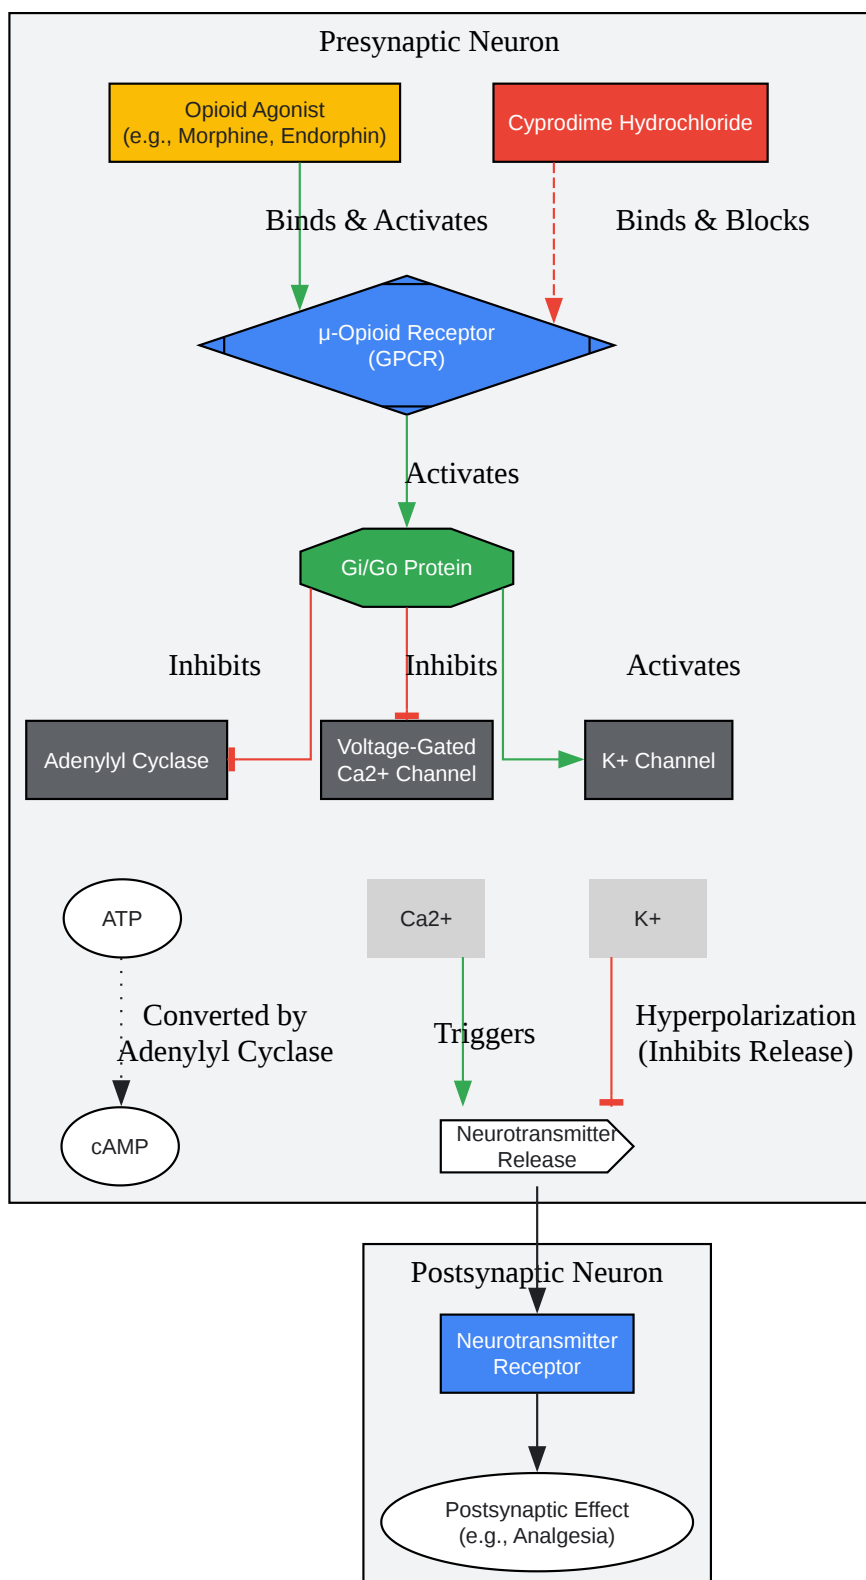 Presynaptic Neuron
Opioid Agonist
(e.g., Morphine, Endorphin)
Cyprodime Hydrochloride
Binds & Activates
Binds & Blocks
μ-Opioid Receptor
(GPCR)
Activates
Gi/Go Protein
Inhibits
Inhibits
Activates
Adenylyl Cyclase
Voltage-Gated
Ca2+ Channel
K+ Channel
ATP
Ca2+
K+
Converted by
Adenylyl Cyclase
Triggers
Hyperpolarization
(Inhibits Release)
cAMP
Neurotransmitter
Release
Postsynaptic Neuron
Neurotransmitter
Receptor
Postsynaptic Effect
(e.g., Analgesia)